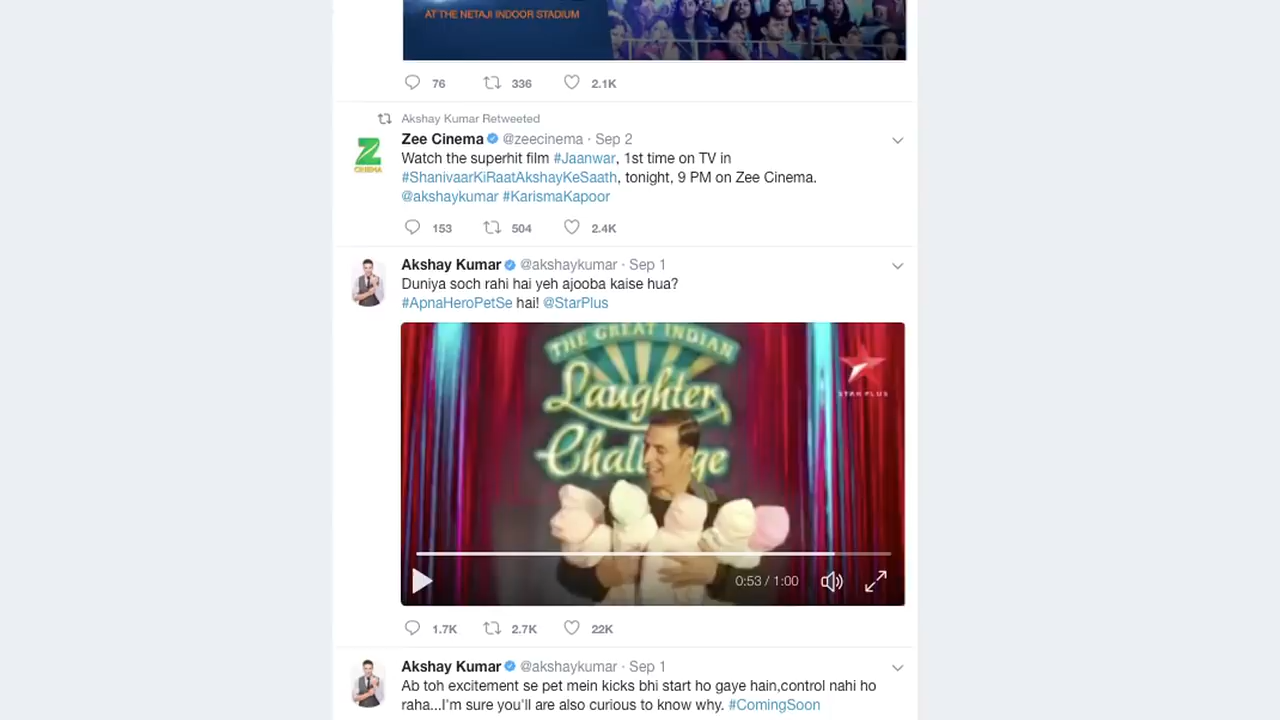 AT THE NETAJI INDOOR STADIUM
76 336 2.1K
Akshay Kumar Retweeted
Zee Cinema @zeecinema · Sep 2
Z
CINEMA
Watch the superhit film #Jaanwar, 1st time on TV in
#ShanivaarKiRaatAkshayKeSaath, tonight, 9 PM on Zee Cinema.
@akshaykumar #KarismaKapoor
153 504 2.4K
Akshay Kumar @akshaykumar · Sep 1
Duniya soch rahi hai yeh ajooba kaise hua?
#ApnaHeroPetSe hai! @StarPlus
THE GREAT INDIAN
Laughter
Challenge
STAR PLUS
0:53 / 1:00
1.7K 2.7K 22K
Akshay Kumar @akshaykumar · Sep 1
Ab toh excitement se pet mein kicks bhi start ho gaye hain,control nahi ho
raha...I'm sure you'll are also curious to know why. #ComingSoon